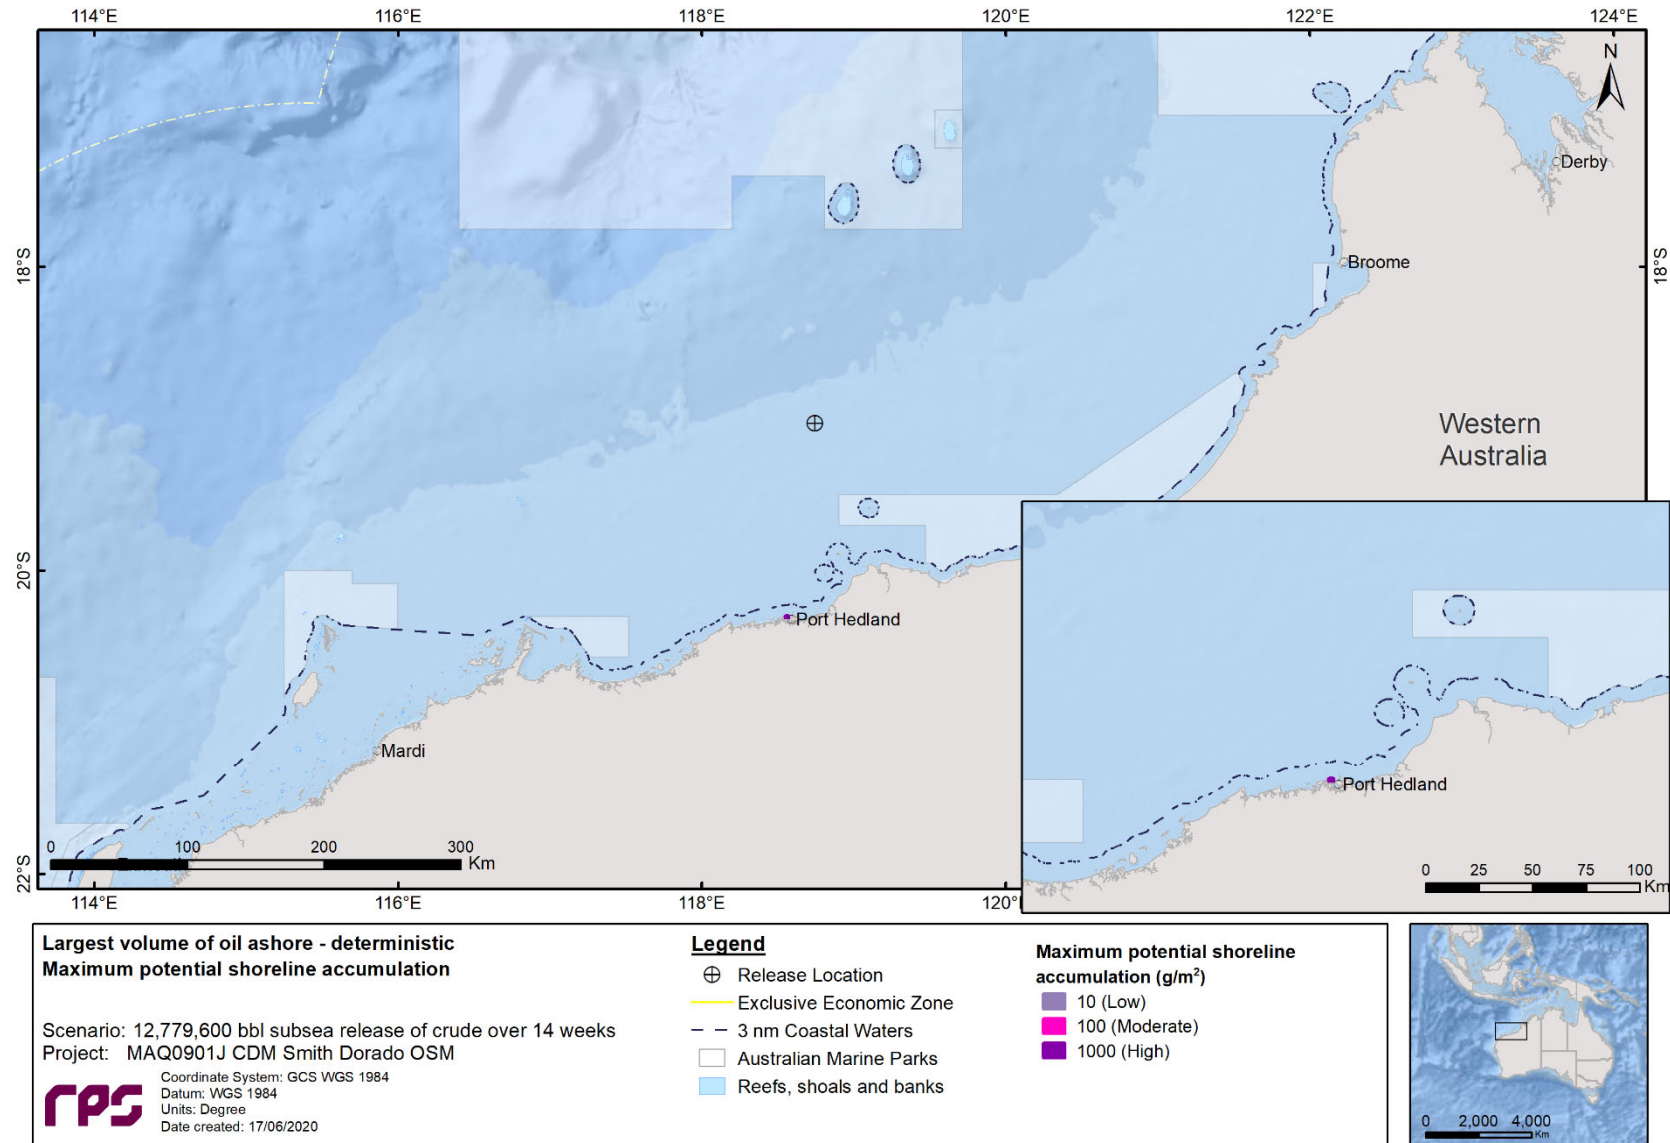 114°E 116°E 118°E 120°E 122°E 124°E
N
Derby
18°S Broome 18°S
Western
Australia
20°S
Port Hedland
Mardi
Port Hedland
0 100 200 300
Km
0 25 50 75 100
Km
22°S
114°E 116°E 118°E 120°
Largest volume of oil ashore - deterministic
Maximum potential shoreline accumulation
Scenario: 12,779,600 bbl subsea release of crude over 14 weeks
Project: MAQ0901J CDM Smith Dorado OSM
rps
Coordinate System: GCS WGS 1984
Datum: WGS 1984
Units: Degree
Date created: 17/06/2020
Legend
Release Location
Exclusive Economic Zone
3 nm Coastal Waters
Australian Marine Parks
Reefs, shoals and banks
Maximum potential shoreline
accumulation (g/m²)
10 (Low)
100 (Moderate)
1000 (High)
0 2,000 4,000
Km